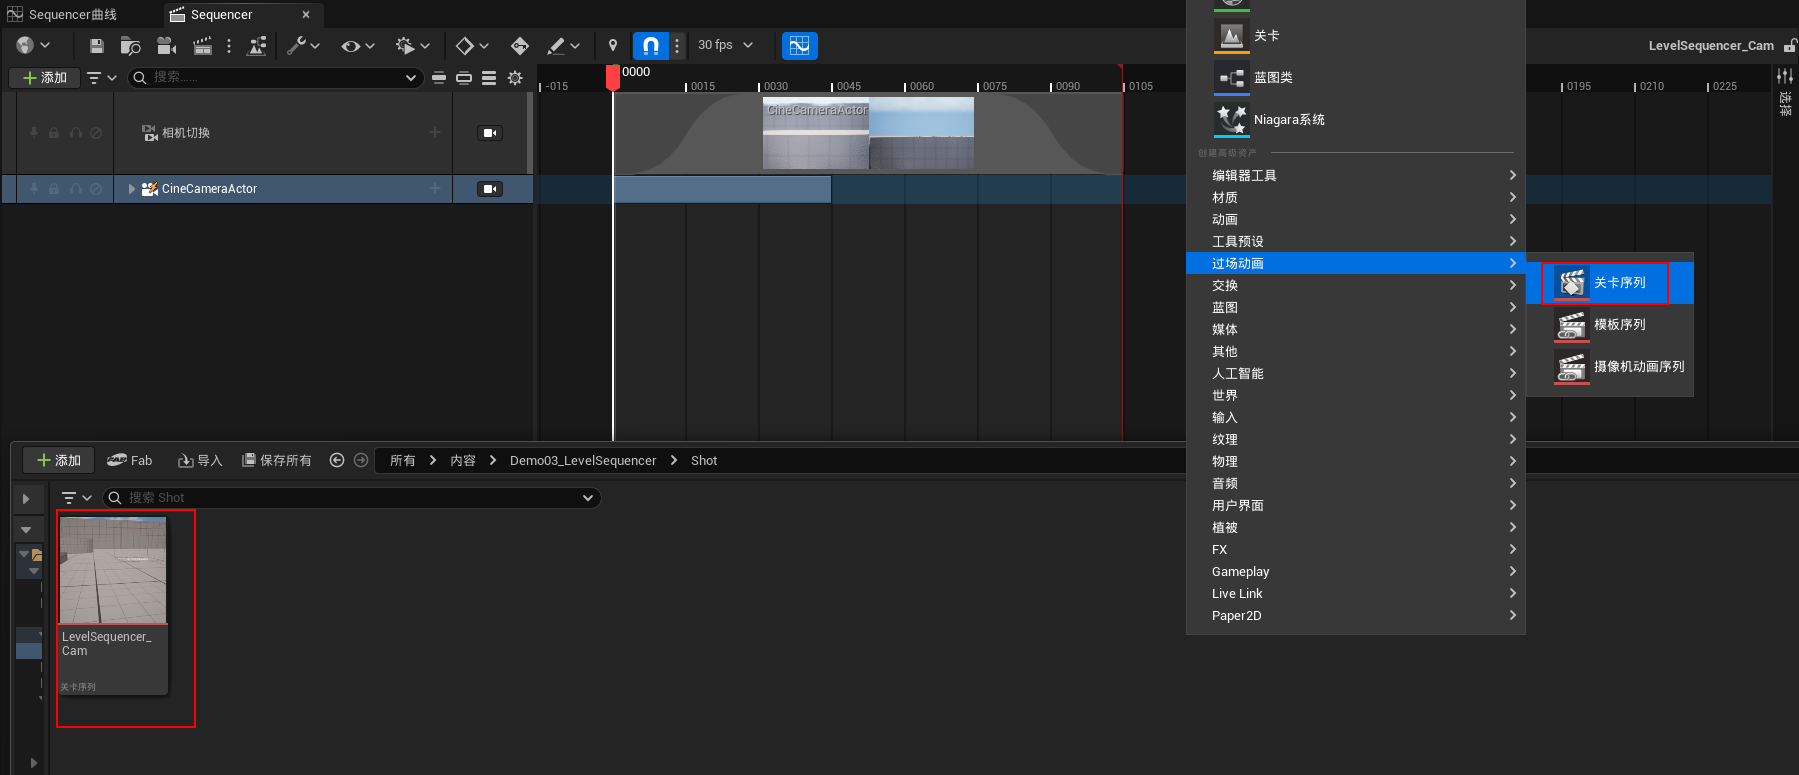 Sequencer曲线
Sequencer
30 fps
LevelSequencer_Cam
添加
搜索......
0000
-015
0015
0030
0045
0060
0075
0090
0105
0195
0210
0225
选择
相机切换
CineCameraActor
CineCameraActor
关卡
蓝图类
Niagara系统
创建高级资产
编辑器工具
材质
动画
工具预设
过场动画
交换
蓝图
媒体
其他
人工智能
世界
输入
纹理
物理
音频
用户界面
植被
FX
Gameplay
Live Link
Paper2D
关卡序列
模板序列
摄像机动画序列
添加
Fab
导入
保存所有
所有
内容
Demo03_LevelSequencer
Shot
搜索 Shot
LevelSequencer_
Cam
关卡序列